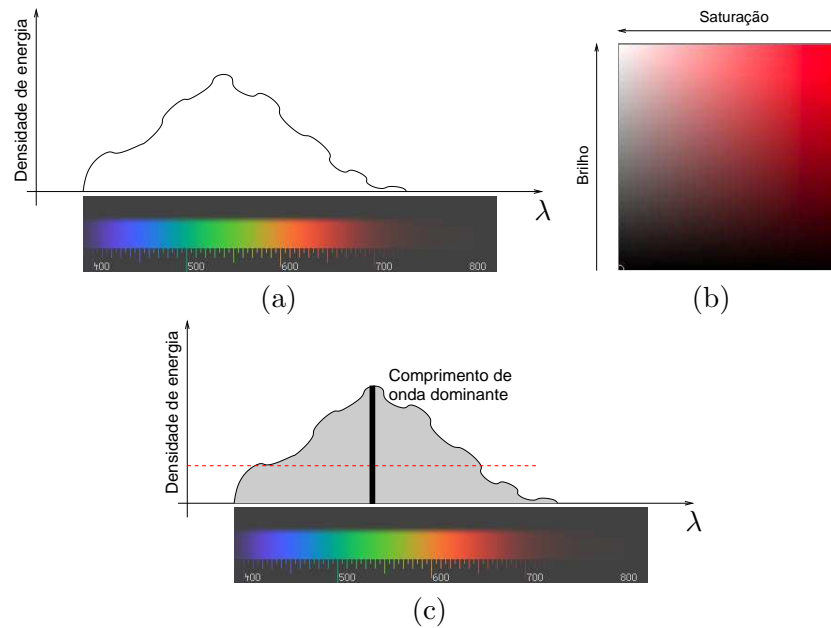 Densidade de energia
λ
400 500 600 700 800
(a)
Saturação
Brilho
(b)
Densidade de energia
Comprimento de
onda dominante
λ
400 500 600 700 800
(c)